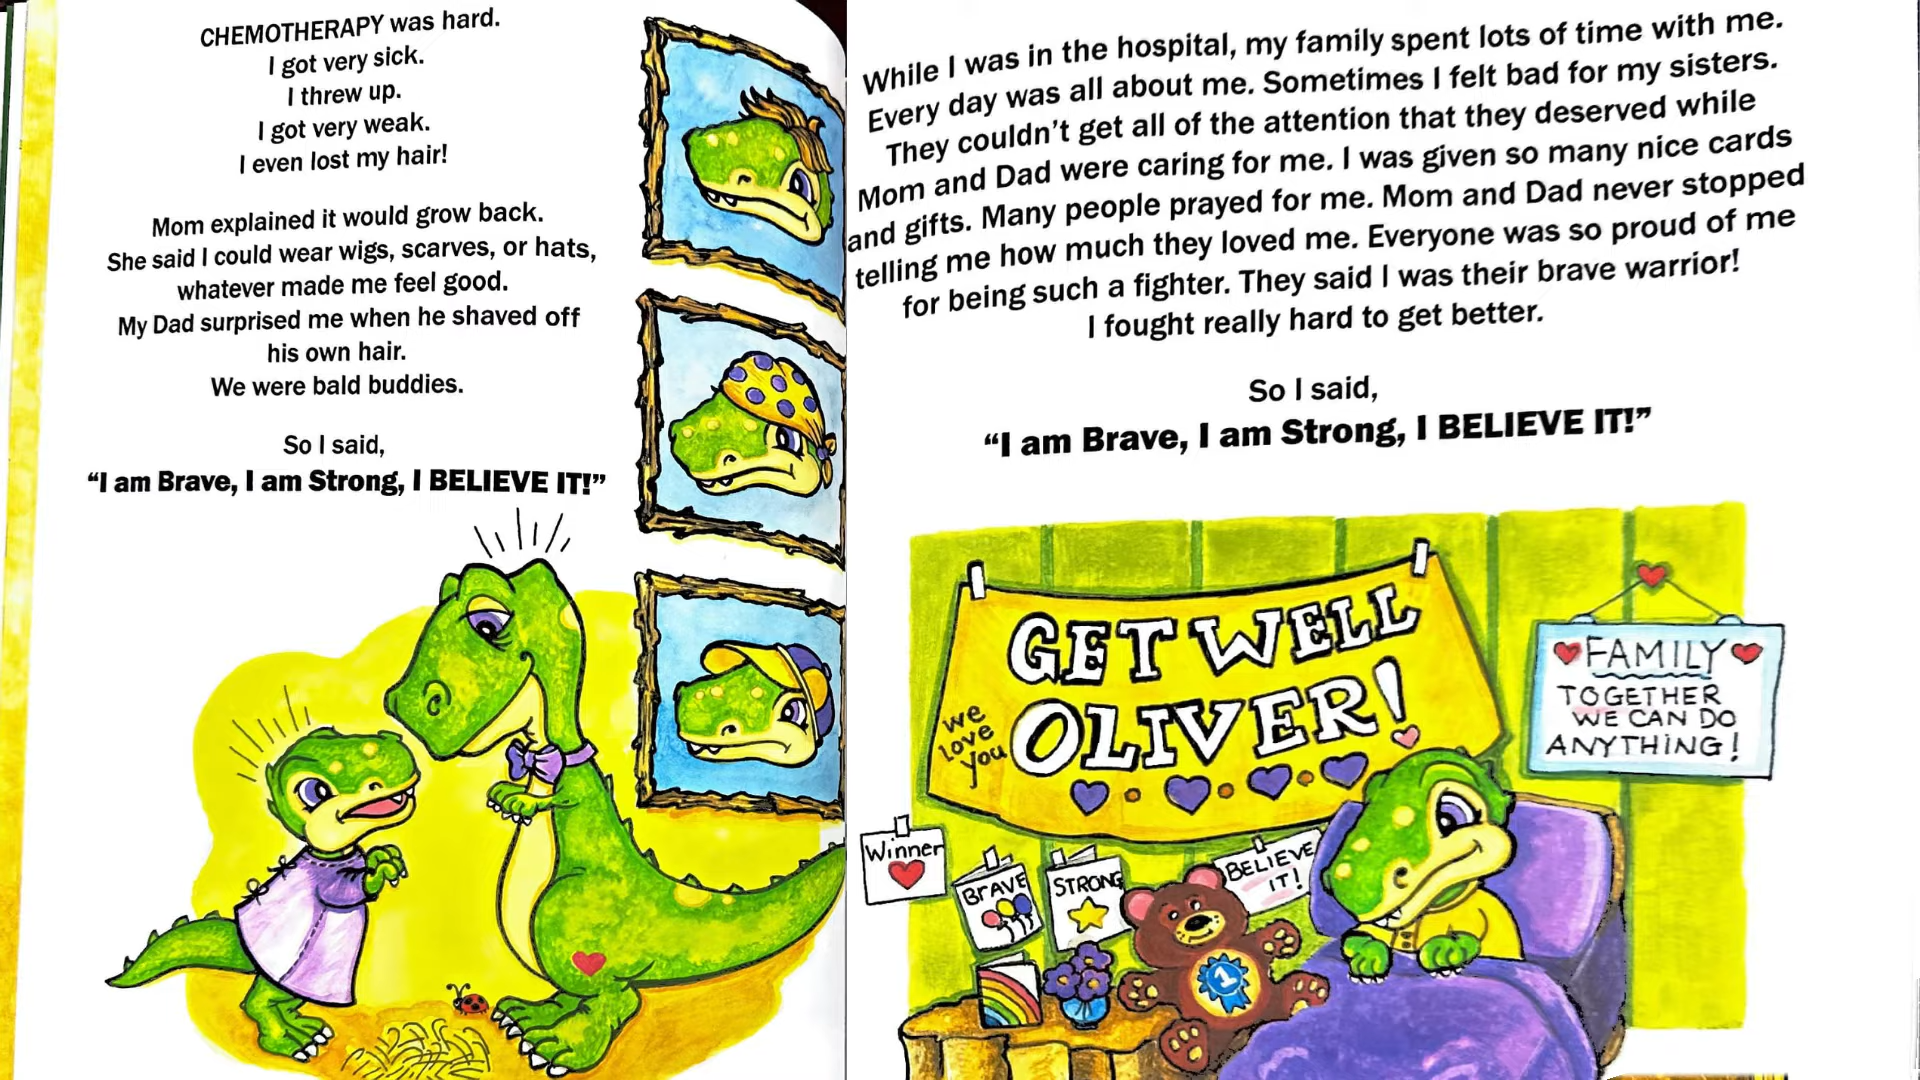 CHEMOTHERAPY was hard.
I got very sick.
I threw up.
I got very weak.
I even lost my hair!
Mom explained it would grow back.
She said I could wear wigs, scarves, or hats,
whatever made me feel good.
My Dad surprised me when he shaved off
his own hair.
We were bald buddies.
So I said,
“I am Brave, I am Strong, I BELIEVE IT!”
While I was in the hospital, my family spent lots of time with me.
Every day was all about me. Sometimes I felt bad for my sisters.
They couldn’t get all of the attention that they deserved while
Mom and Dad were caring for me. I was given so many nice cards
and gifts. Many people prayed for me. Mom and Dad never stopped
telling me how much they loved me. Everyone was so proud of me
for being such a fighter. They said I was their brave warrior!
I fought really hard to get better.
So I said,
“I am Brave, I am Strong, I BELIEVE IT!”
GET WELL
OLIVER!
we
love
you
FAMILY
TOGETHER
WE CAN DO
ANYTHING!
Winner
BRAVE
STRONG
BELIEVE
IT!
1